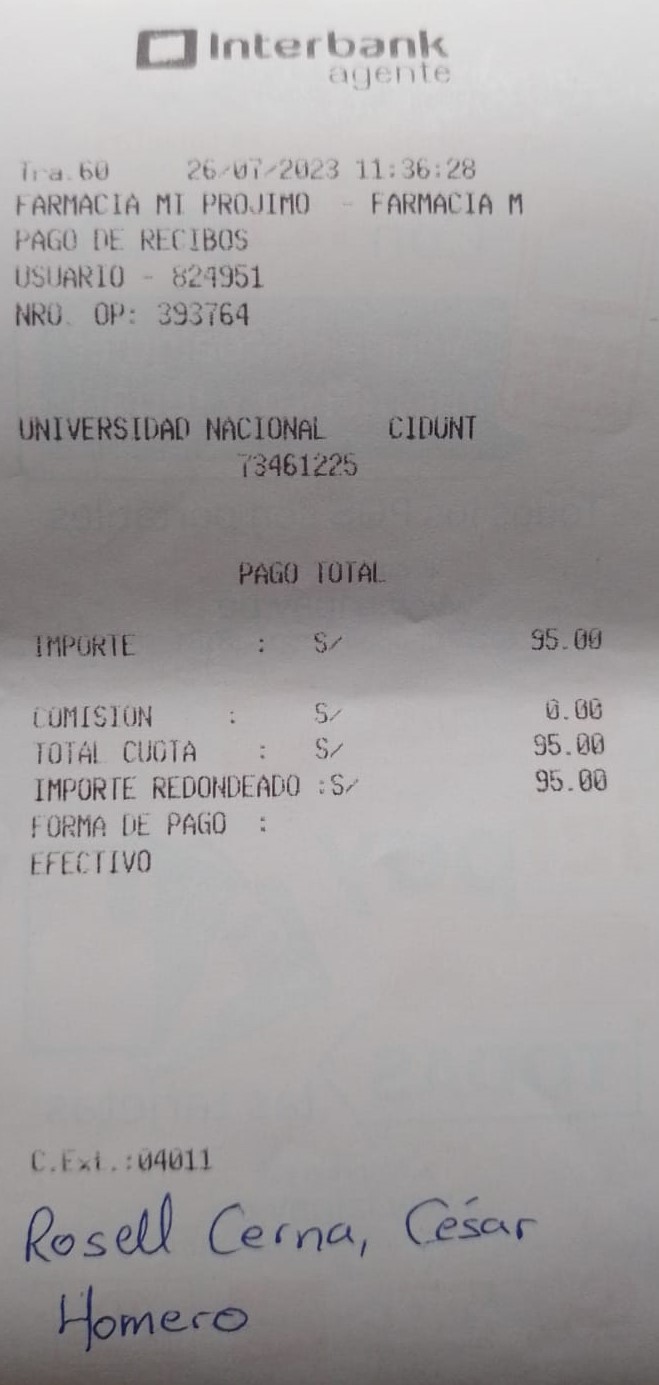 Interbank
agente
Tra.60 26/07/2023 11:36:28
FARMACIA MI PROJIMO - FARMACIA M
PAGO DE RECIBOS
USUARIO - 824951
NRO. OP: 393764
UNIVERSIDAD NACIONAL CIDUNT
73461225
PAGO TOTAL
IMPORTE : S/ 95.00
COMISION : S/ 0.00
TOTAL CUOTA : S/ 95.00
IMPORTE REDONDEADO :S/ 95.00
FORMA DE PAGO :
EFECTIVO
C.Ext.:04011
Rosell Cerna, César
Homero